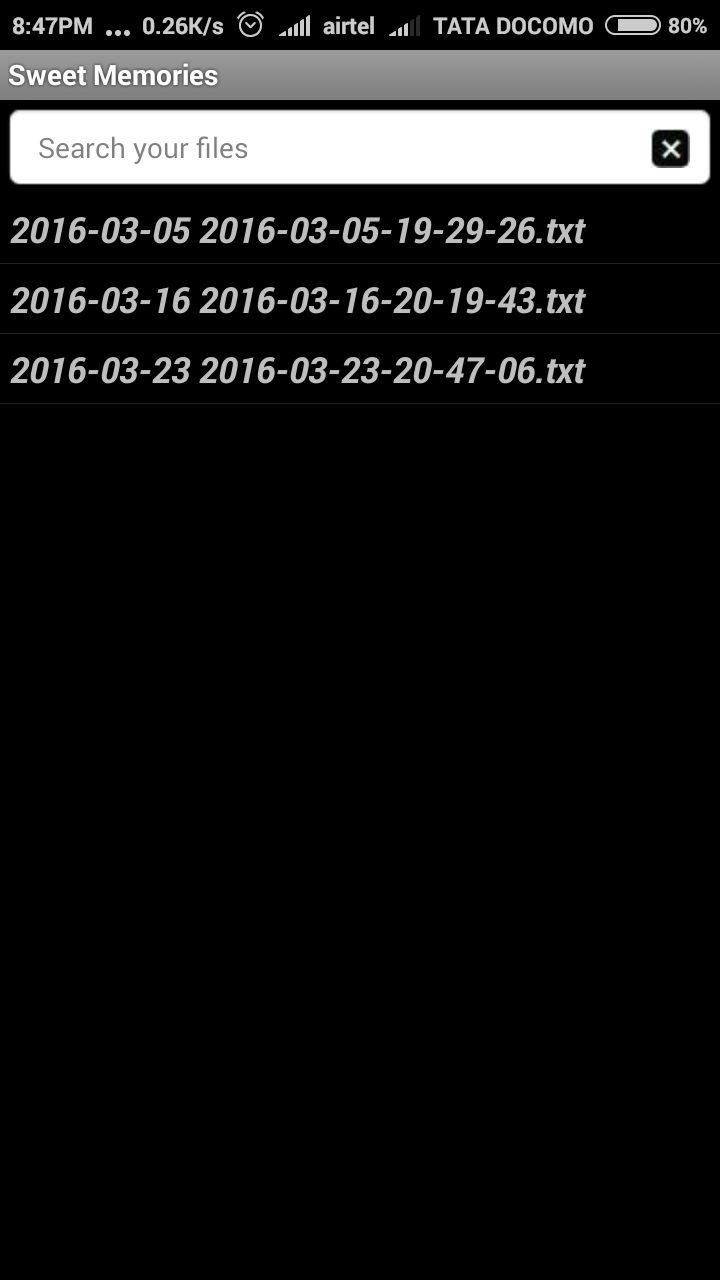 8:47PM ... 0.26K/s airtel TATA DOCOMO 80%
Sweet Memories
Search your files
2016-03-05 2016-03-05-19-29-26.txt
2016-03-16 2016-03-16-20-19-43.txt
2016-03-23 2016-03-23-20-47-06.txt